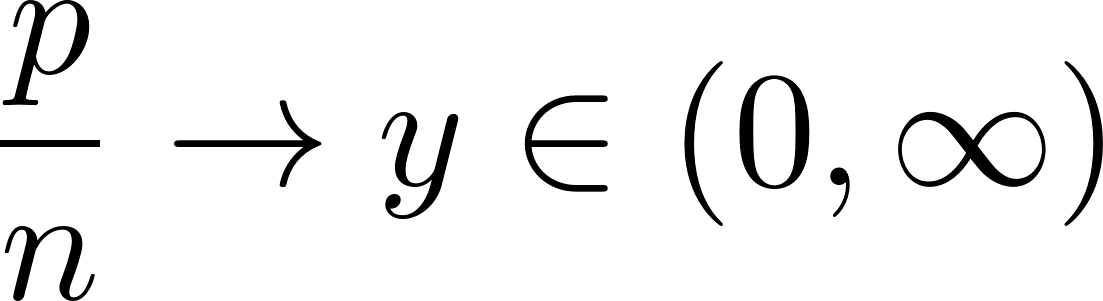 p/n → y ∈ (0, ∞)